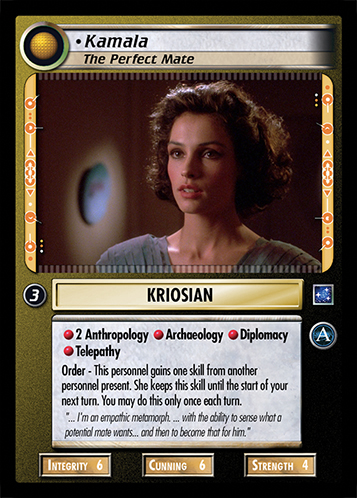 • Kamala
The Perfect Mate
3
KRIOSIAN
2 Anthropology Archaeology Diplomacy
Telepathy
A
Order - This personnel gains one skill from another
personnel present. She keeps this skill until the start of your
next turn. You may do this only once each turn.
"... I'm an empathic metamorph. ... with the ability to sense what a
potential mate wants... and then to become that for him."
INTEGRITY 6 CUNNING 6 STRENGTH 4